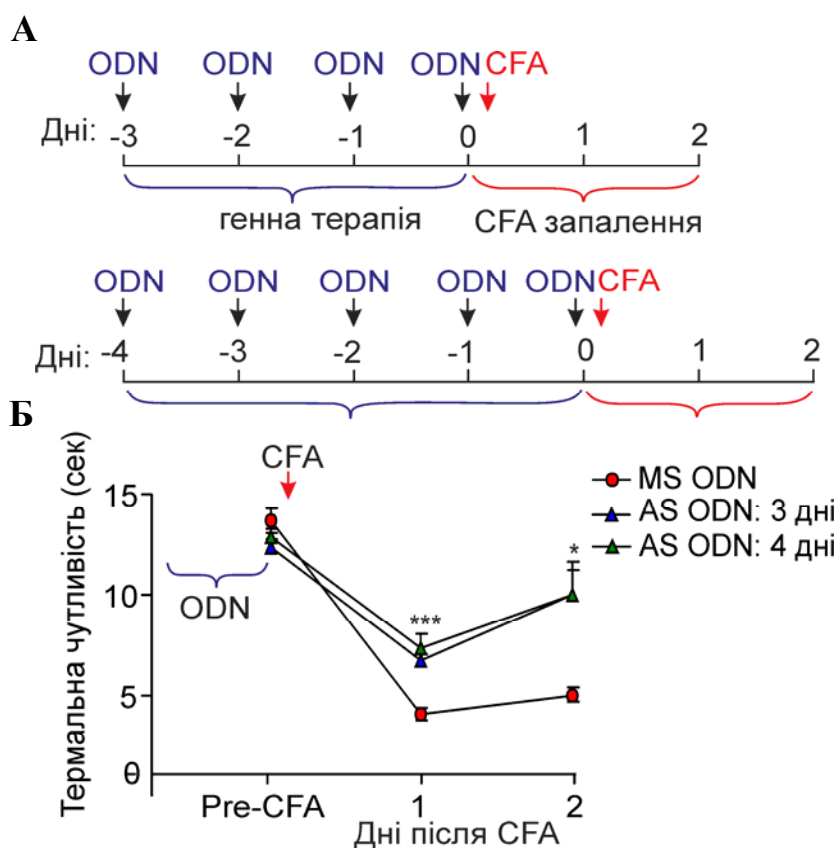 А
ODN ODN ODN ODN CFA
Дні: -3 -2 -1 0 1 2
генна терапія CFA запалення
ODN ODN ODN ODN ODN CFA
Дні: -4 -3 -2 -1 0 1 2
Б
CFA
MS ODN
AS ODN: 3 дні
AS ODN: 4 дні
Термальна чутливість (сек)
15
10
5
0
ODN
***
*
Pre-CFA 1 2
Дні після CFA